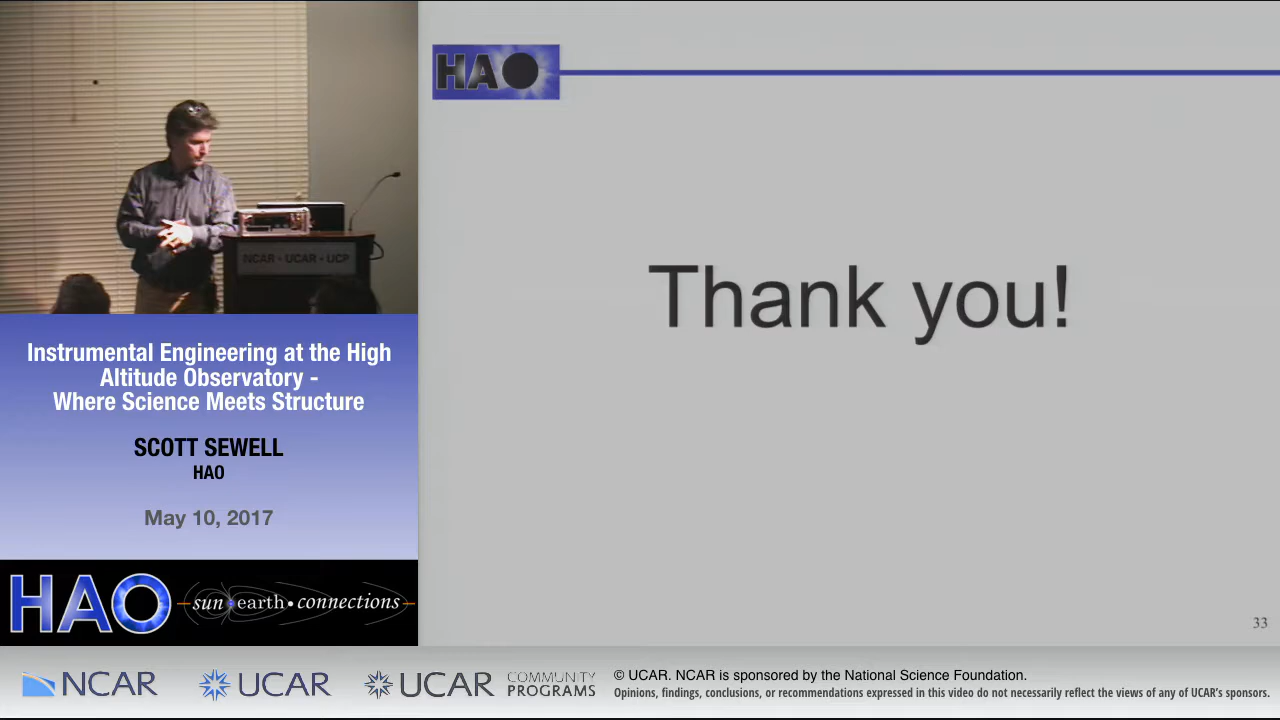 HAO
Thank you!
33
NCAR • UCAR • UCP
Instrumental Engineering at the High
Altitude Observatory -
Where Science Meets Structure
SCOTT SEWELL
HAO
May 10, 2017
HAO
sun earth • connections
NCAR
UCAR
UCAR
COMMUNITY
PROGRAMS
© UCAR. NCAR is sponsored by the National Science Foundation.
Opinions, findings, conclusions, or recommendations expressed in this video do not necessarily reflect the views of any of UCAR's sponsors.